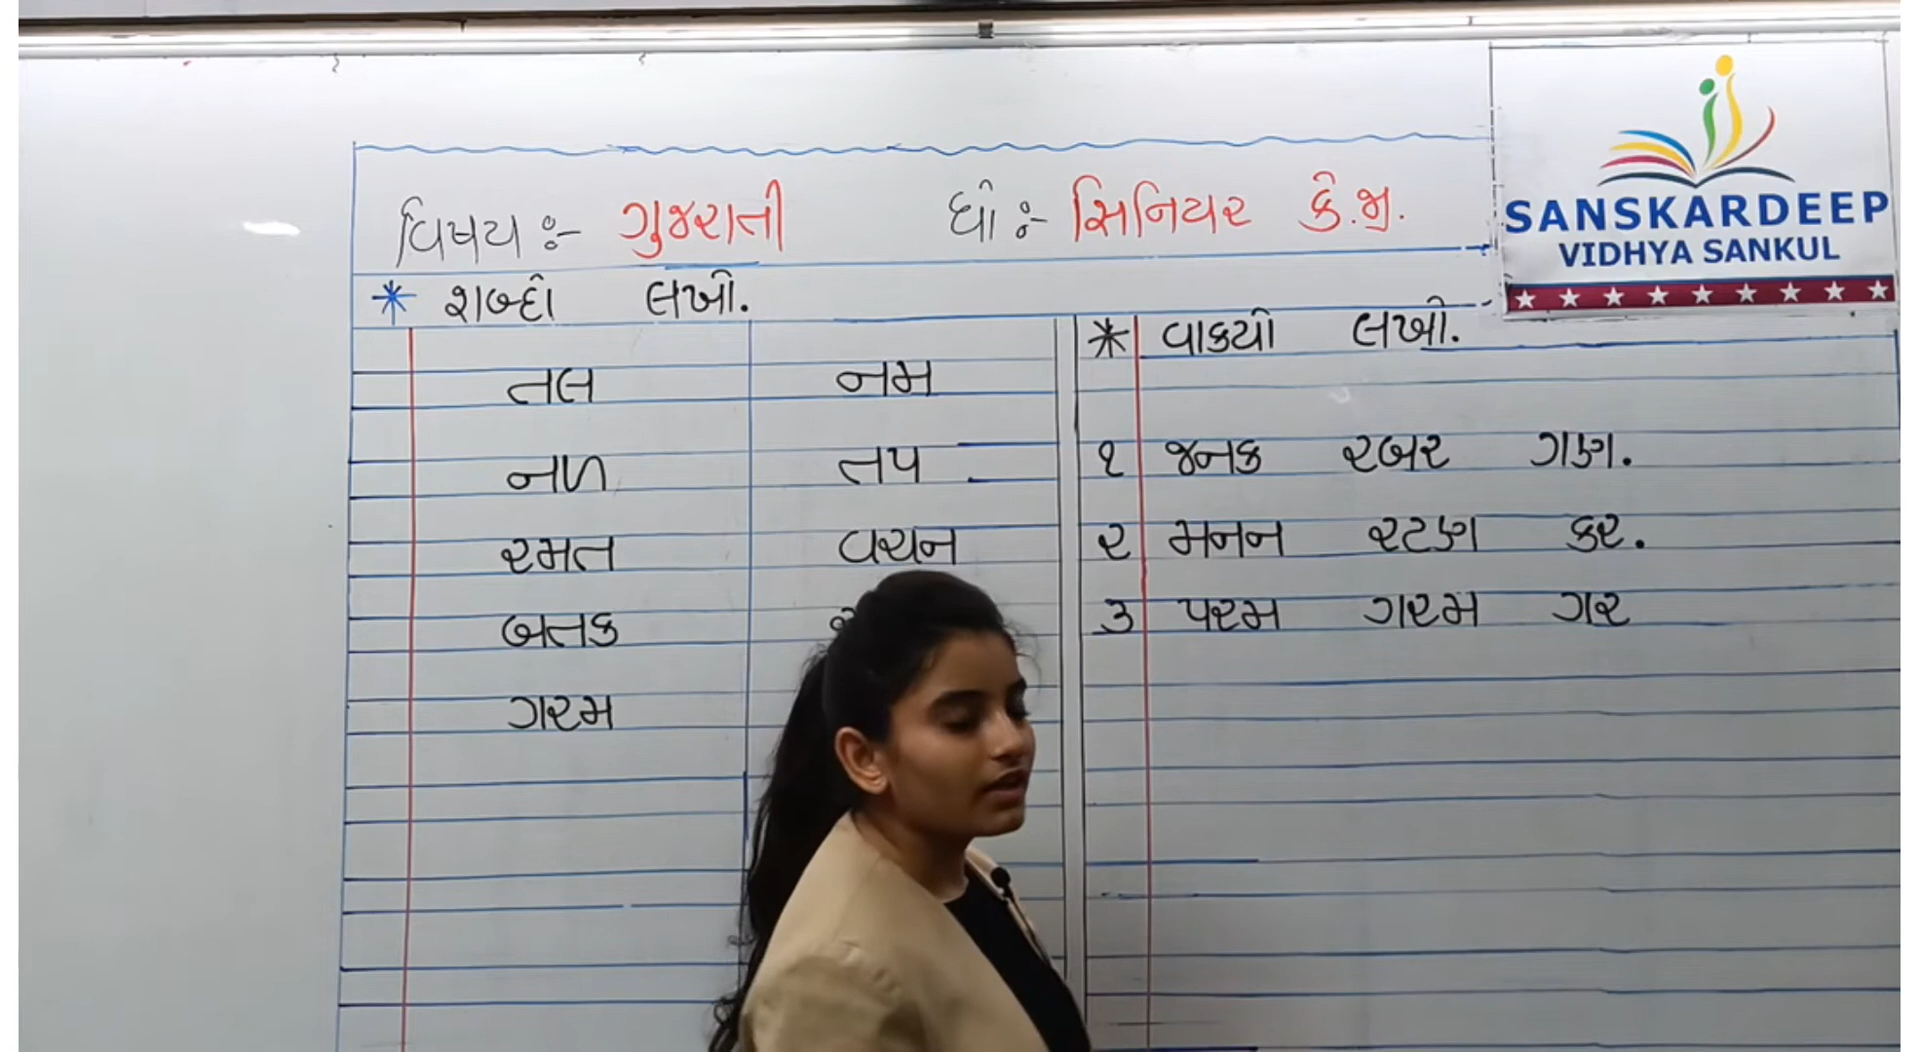 વિષય :- ગુજરાતી ધો :- સિનિયર કે.જી.
SANSKARDEEP
VIDHYA SANKUL
* શબ્દો લખો.
તલ નમ
નળ તપ
રમત વચન
બતક
ગરમ
* વાકયો લખો.
૧ જનક રબર ગણ.
૨ મનન રટણ કર.
૩ પરમ ગરમ ગર